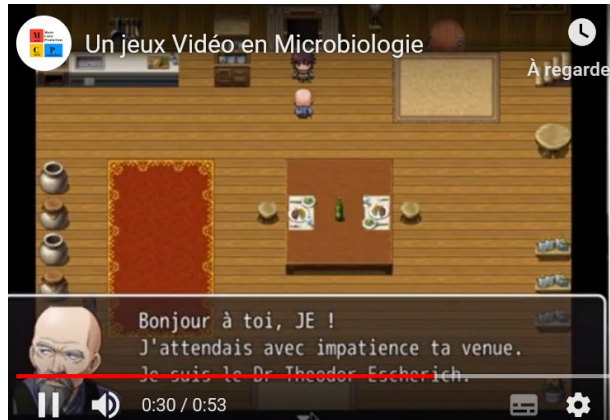 Un jeux Vidéo en Microbiologie
À regarde
Bonjour à toi, JE !
J'attendais avec impatience ta venue.
Je suis le Dr Theodor Escherich.
0:30 / 0:53